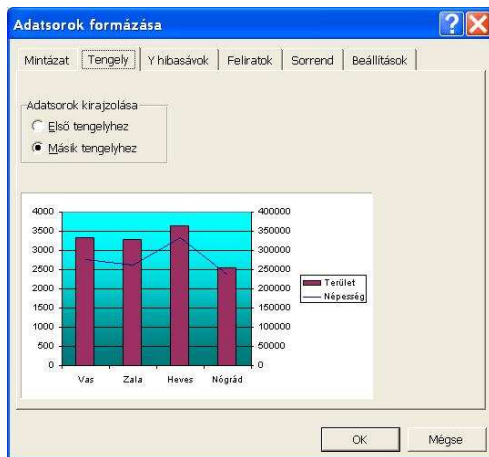 Adatsorok formázása
Mintázat Tengely Y hibasávok Feliratok Sorrend Beállítások
Adatsorok kirajzolása
Első tengelyhez
Másik tengelyhez
4000 400000
3500 350000
3000 300000
2500 250000
2000 200000
1500 150000
1000 100000
500 50000
0 0
Vas Zala Heves Nógrád
Terület
Népesség
OK Mégse